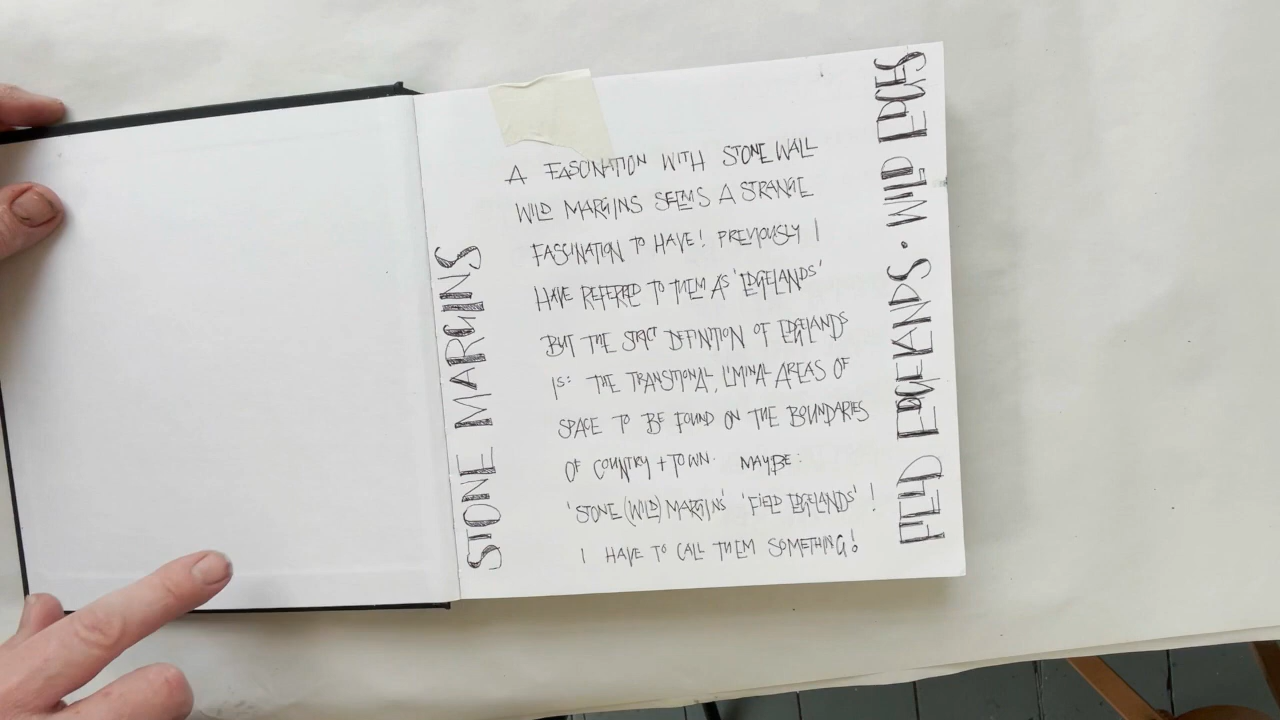 STONE MARGINS
A FASCINATION WITH STONE WALL
WILD MARGINS SEEMS A STRANGE
FASCINATION TO HAVE! PREVIOUSLY I
HAVE REFERRED TO THEM AS 'EDGELANDS'
BUT THE STRICT DEFINITION OF EDGELANDS
IS: THE TRANSITIONAL, LIMINAL AREAS OF
SPACE TO BE FOUND ON THE BOUNDARIES
OF COUNTRY + TOWN. MAYBE:
'STONE (WILD) MARGINS' 'FIELD EDGELANDS' !
I HAVE TO CALL THEM SOMETHING!
FIELD EDGELANDS • WILD EDGES